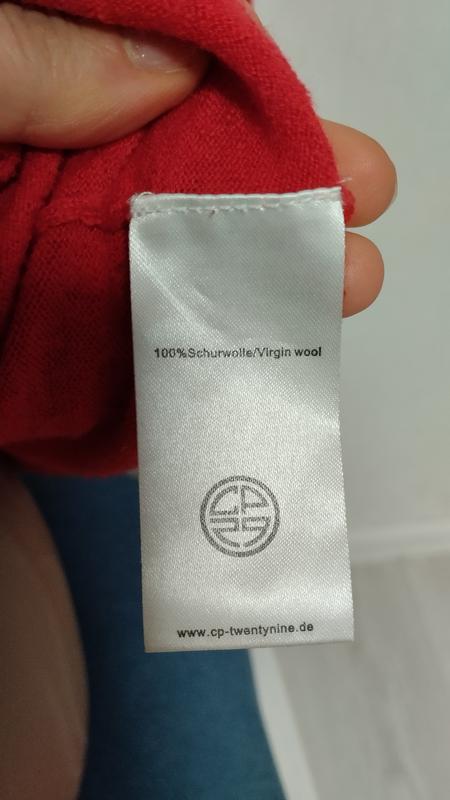 100%Schurwolle/Virgin wool
www.cp-twentynine.de